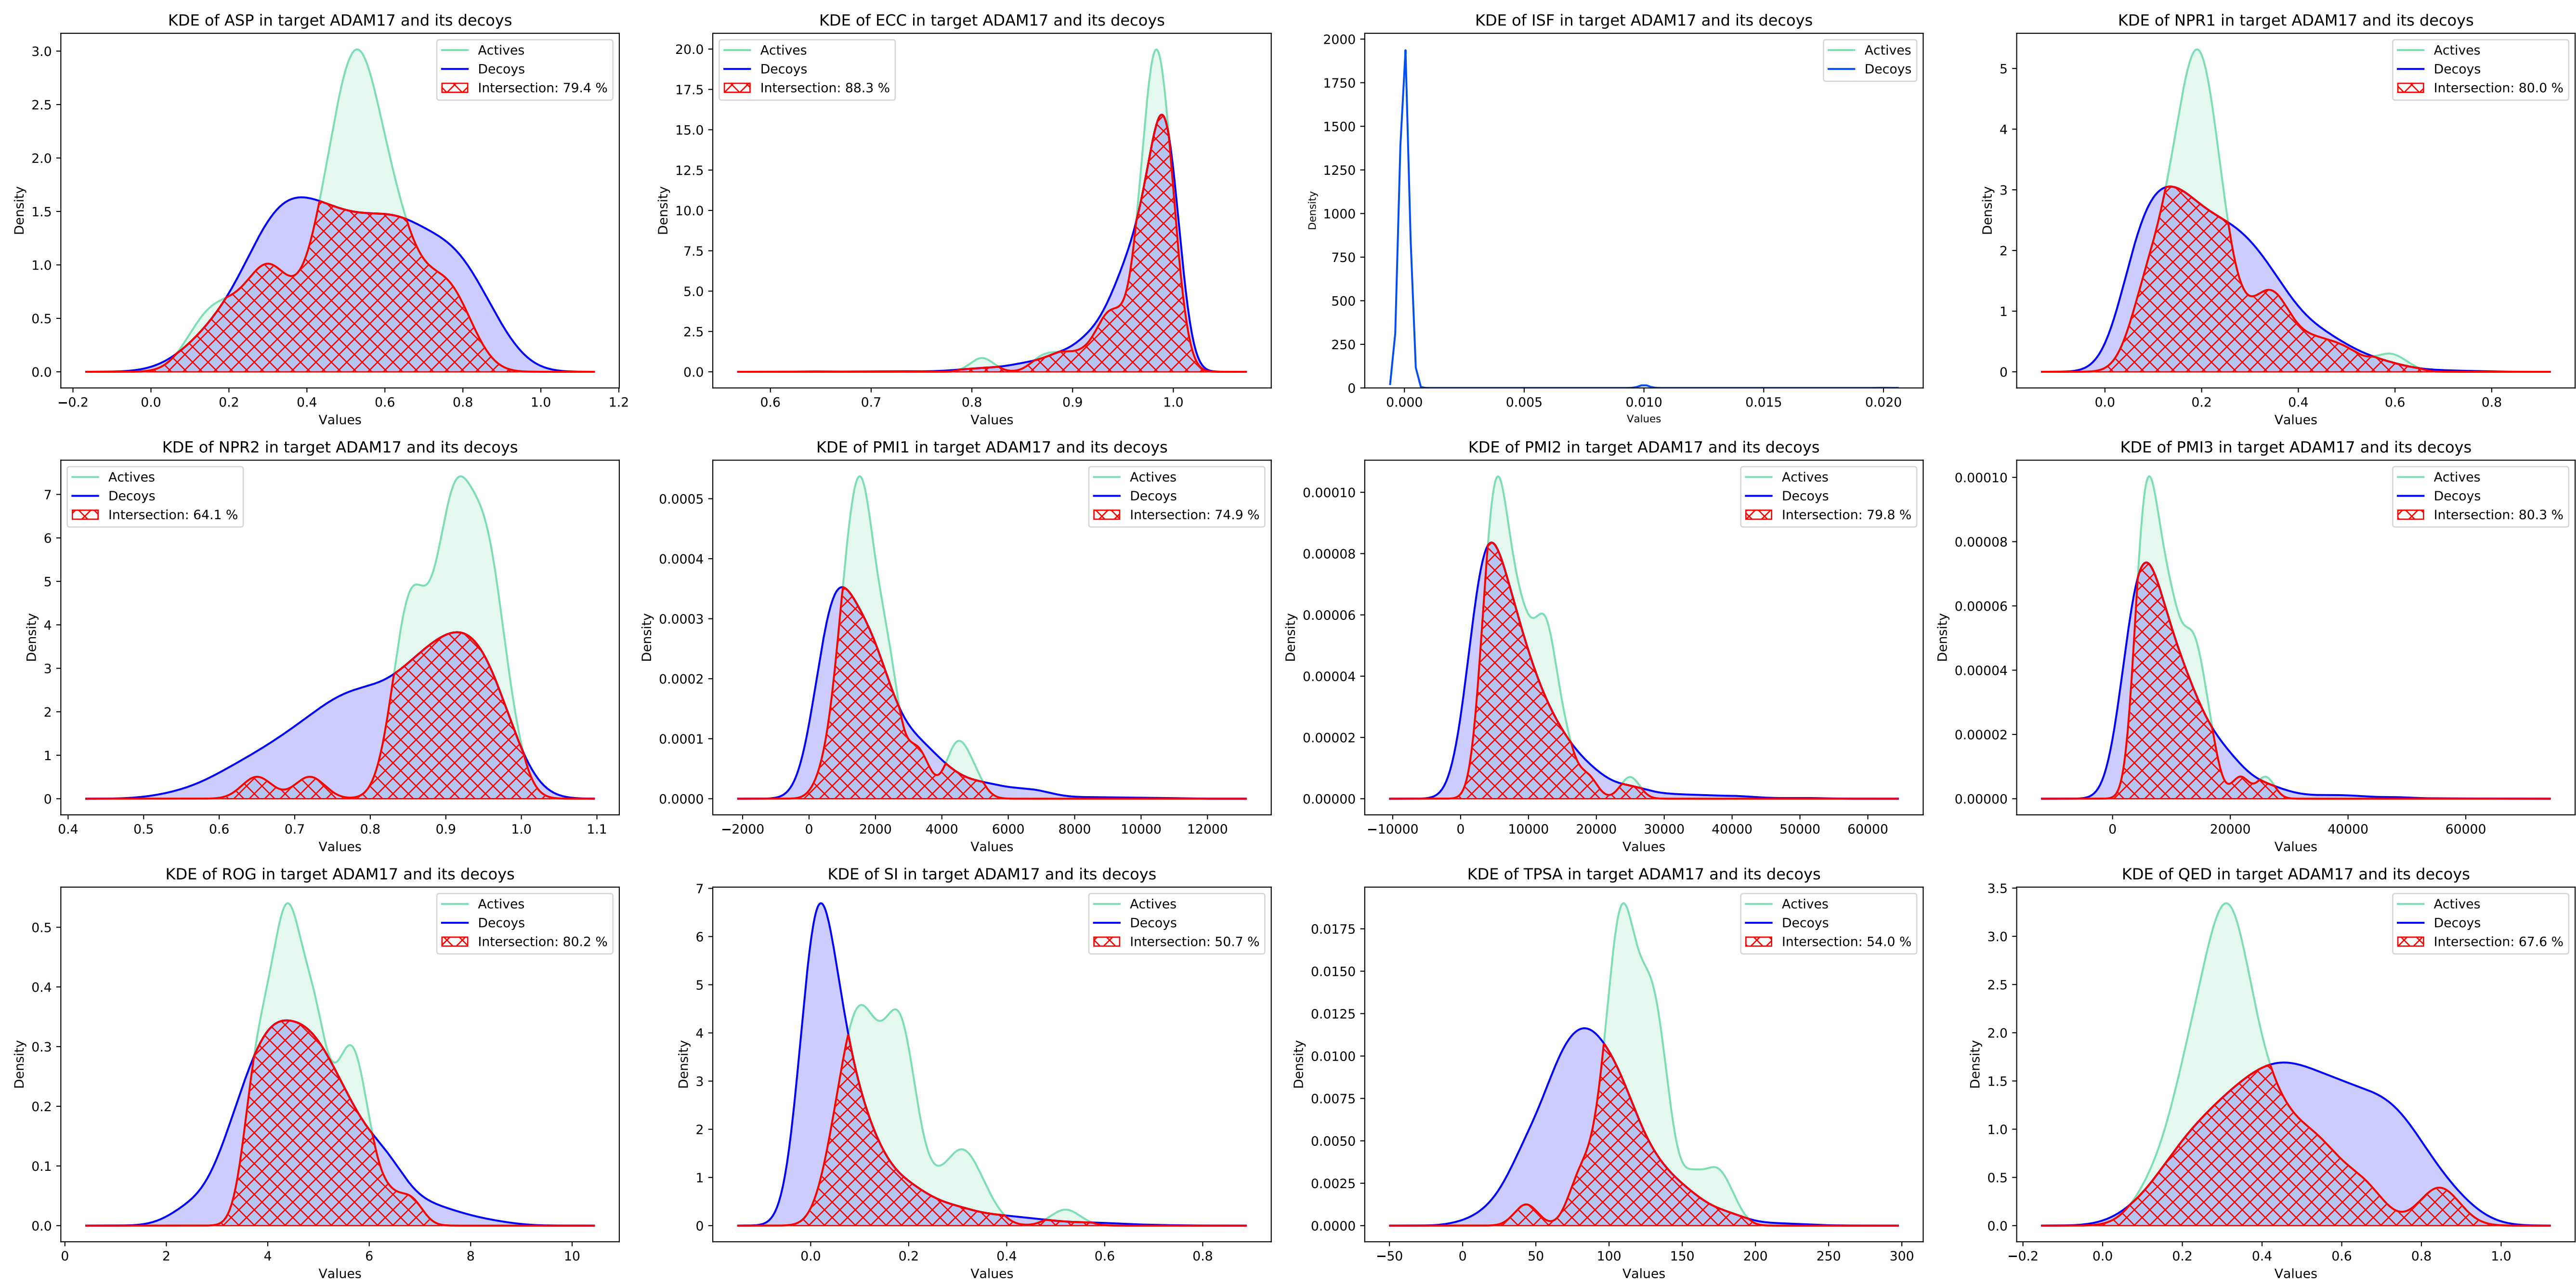 KDE of ASP in target ADAM17 and its decoys
Density
3.0
2.5
2.0
1.5
1.0
0.5
0.0
Actives
Decoys
Intersection: 79.4 %
−0.2 0.0 0.2 0.4 0.6 0.8 1.0 1.2
Values
KDE of ECC in target ADAM17 and its decoys
Density
20.0
17.5
15.0
12.5
10.0
7.5
5.0
2.5
0.0
Actives
Decoys
Intersection: 88.3 %
0.6 0.7 0.8 0.9 1.0
Values
KDE of ISF in target ADAM17 and its decoys
Density
2000
1750
1500
1250
1000
750
500
250
0
Actives
Decoys
0.000 0.005 0.010 0.015 0.020
Values
KDE of NPR1 in target ADAM17 and its decoys
Density
5
4
3
2
1
0
Actives
Decoys
Intersection: 80.0 %
0.0 0.2 0.4 0.6 0.8
Values
KDE of NPR2 in target ADAM17 and its decoys
Density
7
6
5
4
3
2
1
0
Actives
Decoys
Intersection: 64.1 %
0.4 0.5 0.6 0.7 0.8 0.9 1.0 1.1
Values
KDE of PMI1 in target ADAM17 and its decoys
Density
0.0005
0.0004
0.0003
0.0002
0.0001
0.0000
Actives
Decoys
Intersection: 74.9 %
−2000 0 2000 4000 6000 8000 10000 12000
Values
KDE of PMI2 in target ADAM17 and its decoys
Density
0.00010
0.00008
0.00006
0.00004
0.00002
0.00000
Actives
Decoys
Intersection: 79.8 %
−10000 0 10000 20000 30000 40000 50000 60000
Values
KDE of PMI3 in target ADAM17 and its decoys
Density
0.00010
0.00008
0.00006
0.00004
0.00002
0.00000
Actives
Decoys
Intersection: 80.3 %
0 20000 40000 60000
Values
KDE of ROG in target ADAM17 and its decoys
Density
0.5
0.4
0.3
0.2
0.1
0.0
Actives
Decoys
Intersection: 80.2 %
0 2 4 6 8 10
Values
KDE of SI in target ADAM17 and its decoys
Density
7
6
5
4
3
2
1
0
Actives
Decoys
Intersection: 50.7 %
0.0 0.2 0.4 0.6 0.8
Values
KDE of TPSA in target ADAM17 and its decoys
Density
0.0175
0.0150
0.0125
0.0100
0.0075
0.0050
0.0025
0.0000
Actives
Decoys
Intersection: 54.0 %
−50 0 50 100 150 200 250 300
Values
KDE of QED in target ADAM17 and its decoys
Density
3.5
3.0
2.5
2.0
1.5
1.0
0.5
0.0
Actives
Decoys
Intersection: 67.6 %
−0.2 0.0 0.2 0.4 0.6 0.8 1.0
Values